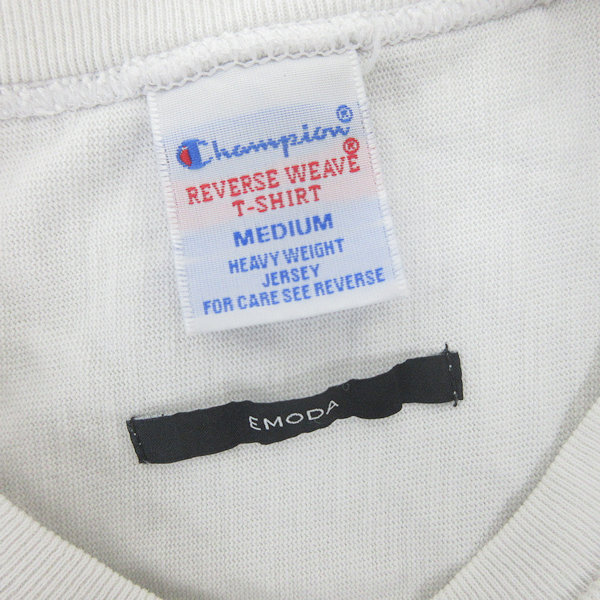 Champion®
REVERSE WEAVE®
T-SHIRT
MEDIUM
HEAVY WEIGHT
JERSEY
FOR CARE SEE REVERSE
EMODA